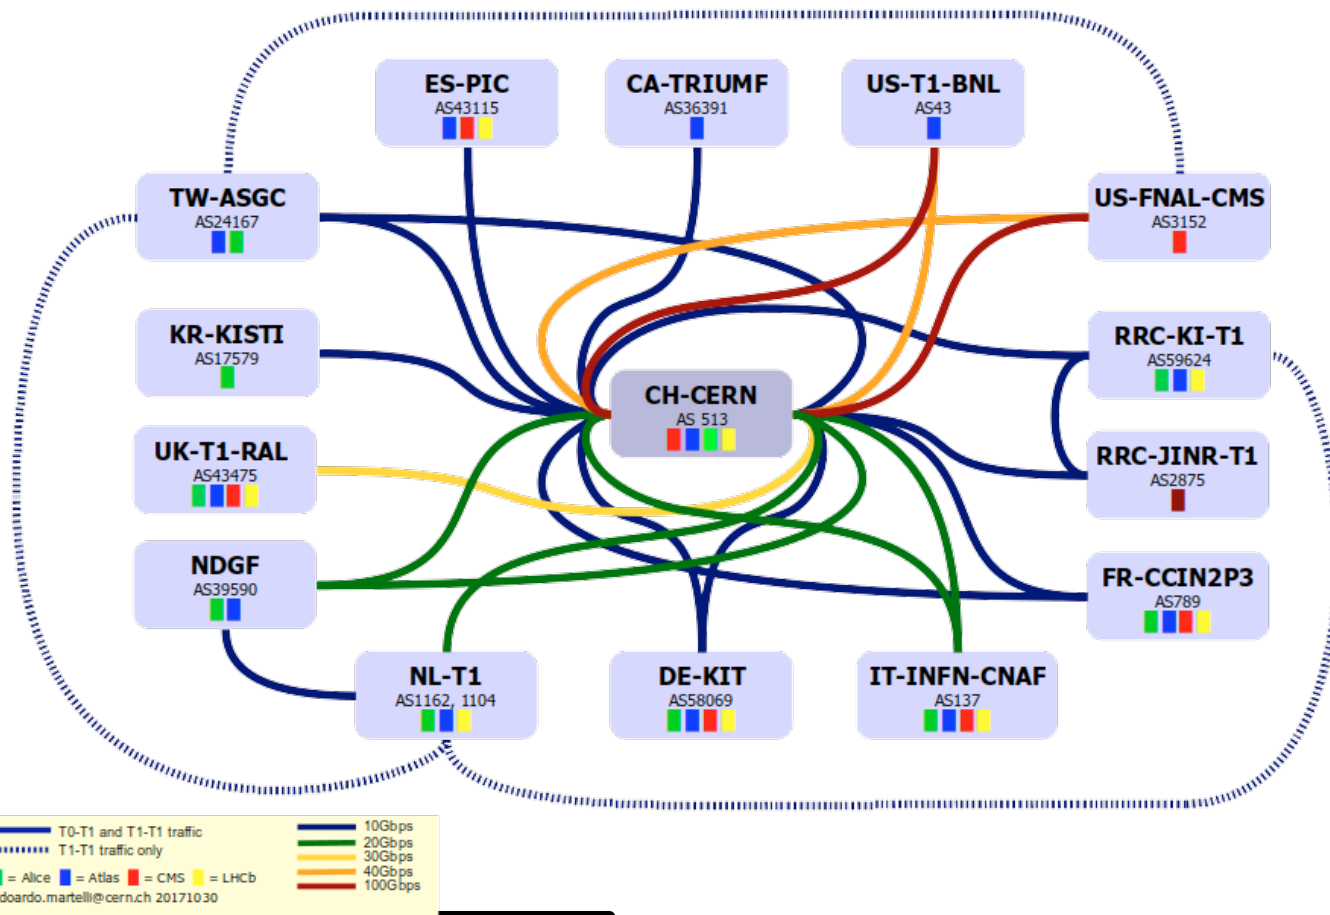 ES-PIC
AS43115
CA-TRIUMF
AS36391
US-T1-BNL
AS43
TW-ASGC
AS24167
US-FNAL-CMS
AS3152
KR-KISTI
AS17579
RRC-KI-T1
AS59624
CH-CERN
AS 513
UK-T1-RAL
AS43475
RRC-JINR-T1
AS2875
NDGF
AS39590
FR-CCIN2P3
AS789
NL-T1
AS1162, 1104
DE-KIT
AS58069
IT-INFN-CNAF
AS137
T0-T1 and T1-T1 traffic
T1-T1 traffic only
= Alice = Atlas = CMS = LHCb
doardo.martelli@cern.ch 20171030
10Gbps
20Gbps
30Gbps
40Gbps
100Gbps